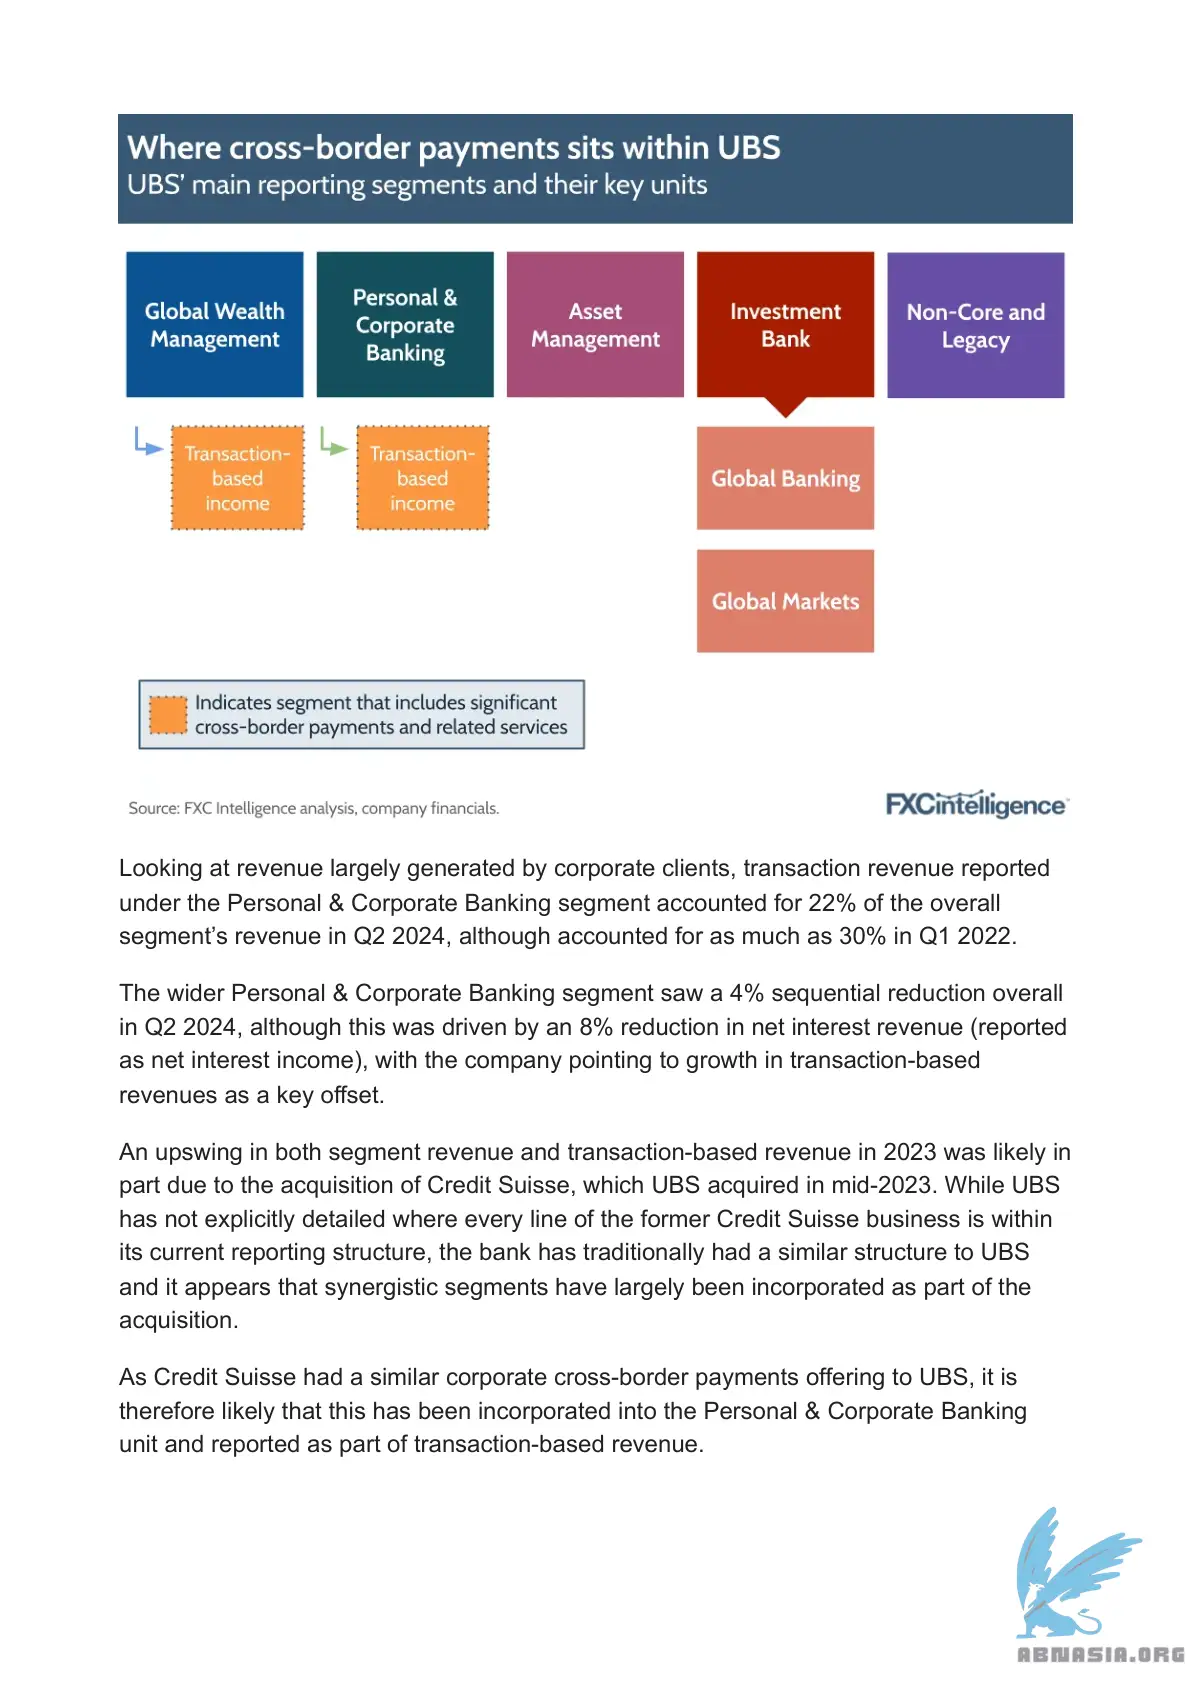 Where cross-border payments sits within UBS
UBS’ main reporting segments and their key units
Global Wealth
Management
Personal &
Corporate
Banking
Asset
Management
Investment
Bank
Non-Core and
Legacy
Transaction-
based
income
Transaction-
based
income
Global Banking
Global Markets
Indicates segment that includes significant
cross-border payments and related services
Source: FXC Intelligence analysis, company financials.
FXCintelligence™
Looking at revenue largely generated by corporate clients, transaction revenue reported
under the Personal & Corporate Banking segment accounted for 22% of the overall
segment’s revenue in Q2 2024, although accounted for as much as 30% in Q1 2022.
The wider Personal & Corporate Banking segment saw a 4% sequential reduction overall
in Q2 2024, although this was driven by an 8% reduction in net interest revenue (reported
as net interest income), with the company pointing to growth in transaction-based
revenues as a key offset.
An upswing in both segment revenue and transaction-based revenue in 2023 was likely in
part due to the acquisition of Credit Suisse, which UBS acquired in mid-2023. While UBS
has not explicitly detailed where every line of the former Credit Suisse business is within
its current reporting structure, the bank has traditionally had a similar structure to UBS
and it appears that synergistic segments have largely been incorporated as part of the
acquisition.
As Credit Suisse had a similar corporate cross-border payments offering to UBS, it is
therefore likely that this has been incorporated into the Personal & Corporate Banking
unit and reported as part of transaction-based revenue.
ABNASIA.ORG